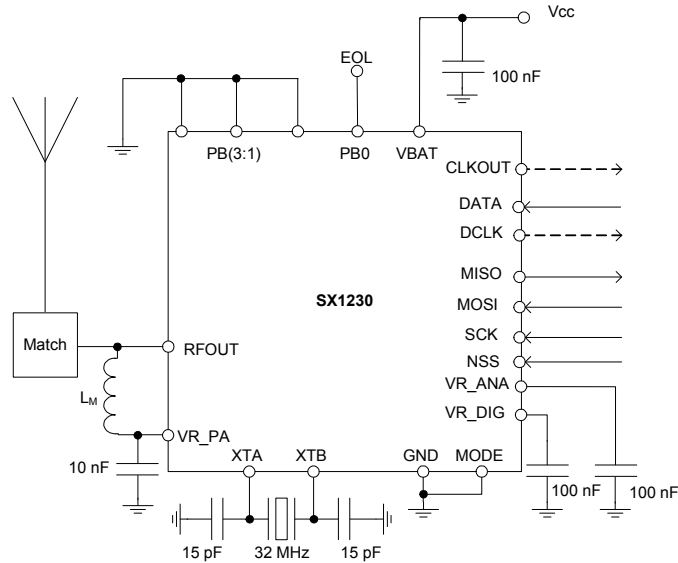 Vcc
EOL
100 nF
PB(3:1)
PB0
VBAT
CLKOUT
DATA
DCLK
MISO
SX1230
MOSI
Match
RFOUT
SCK
NSS
VR_ANA
LM
VR_DIG
VR_PA
XTA
XTB
GND
MODE
10 nF
100 nF
100 nF
15 pF
32 MHz
15 pF